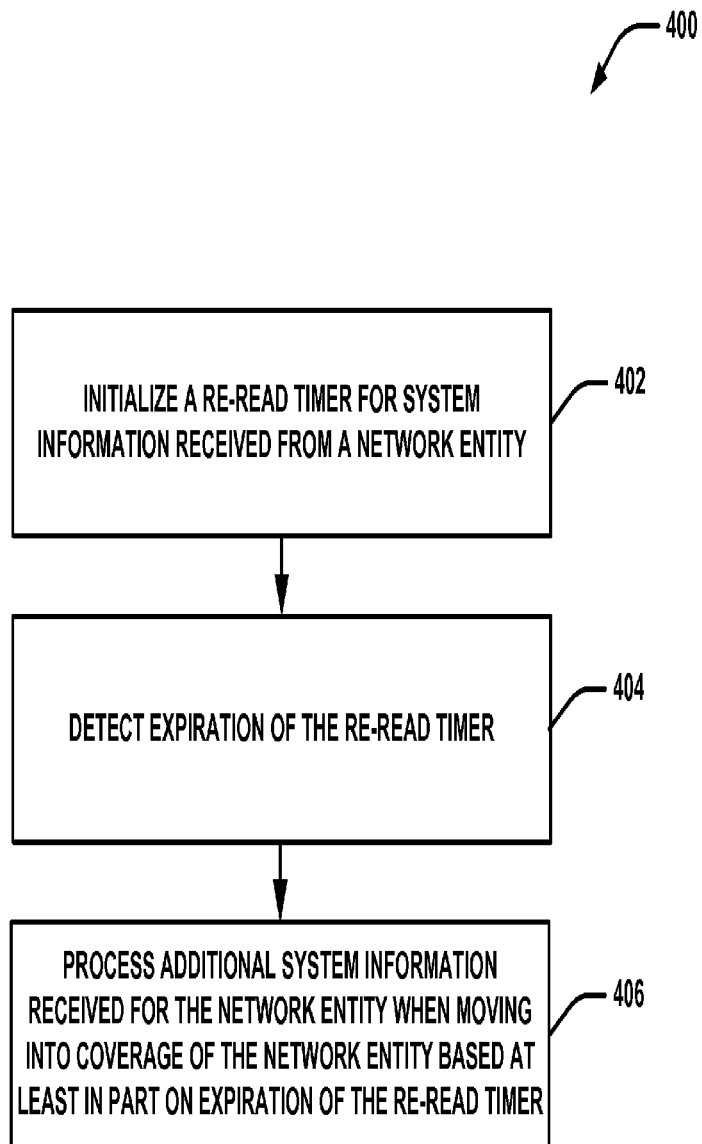 400
INITIALIZE A RE-READ TIMER FOR SYSTEM
INFORMATION RECEIVED FROM A NETWORK ENTITY
402
DETECT EXPIRATION OF THE RE-READ TIMER
404
PROCESS ADDITIONAL SYSTEM INFORMATION
RECEIVED FOR THE NETWORK ENTITY WHEN MOVING
INTO COVERAGE OF THE NETWORK ENTITY BASED AT
LEAST IN PART ON EXPIRATION OF THE RE-READ TIMER
406